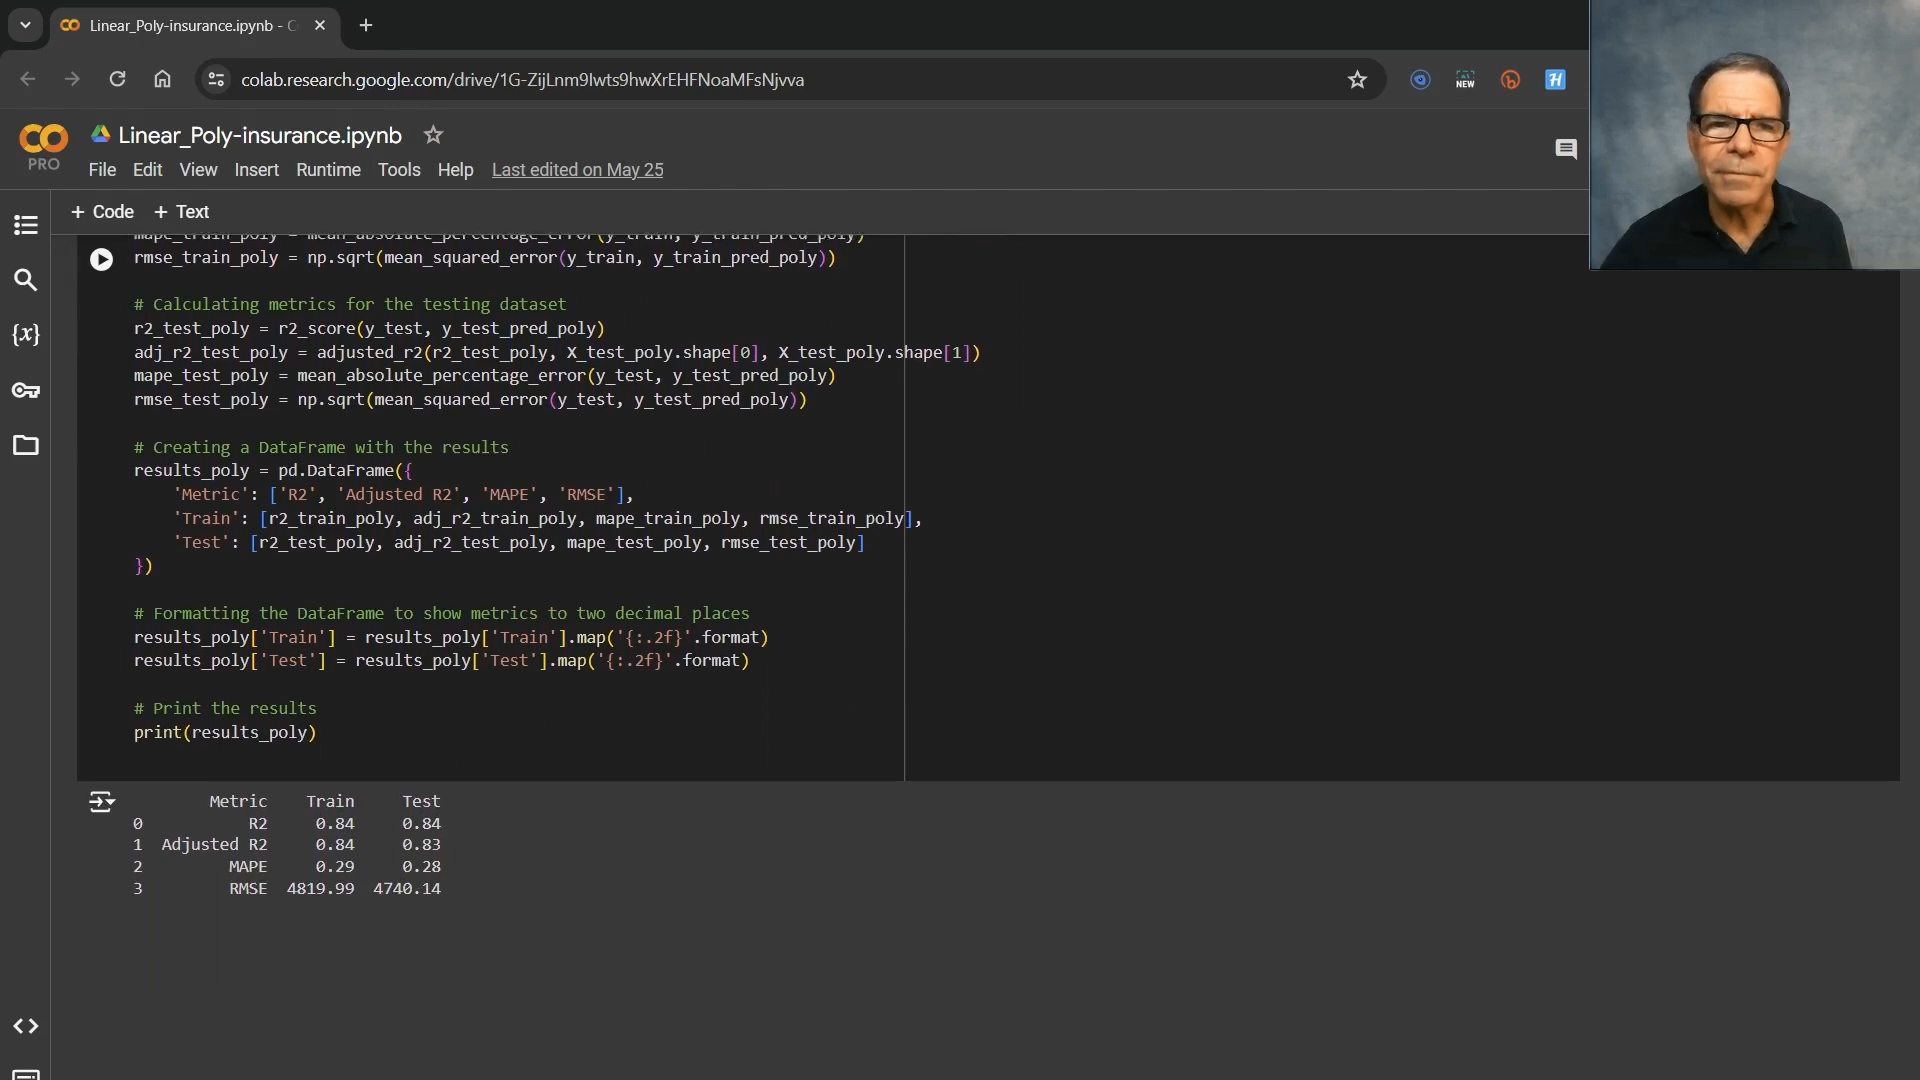 Linear_Poly-insurance.ipynb - C
colab.research.google.com/drive/1G-ZijLnm9Iwts9hwXrEHFNoaMFsNjvva
NEW
H
PRO
Linear_Poly-insurance.ipynb
File Edit View Insert Runtime Tools Help Last edited on May 25
+ Code + Text
mape_train_poly = mean_absolute_percentage_error(y_train, y_train_pred_poly)
rmse_train_poly = np.sqrt(mean_squared_error(y_train, y_train_pred_poly))
# Calculating metrics for the testing dataset
r2_test_poly = r2_score(y_test, y_test_pred_poly)
adj_r2_test_poly = adjusted_r2(r2_test_poly, X_test_poly.shape[0], X_test_poly.shape[1])
mape_test_poly = mean_absolute_percentage_error(y_test, y_test_pred_poly)
rmse_test_poly = np.sqrt(mean_squared_error(y_test, y_test_pred_poly))
# Creating a DataFrame with the results
results_poly = pd.DataFrame({
'Metric': ['R2', 'Adjusted R2', 'MAPE', 'RMSE'],
'Train': [r2_train_poly, adj_r2_train_poly, mape_train_poly, rmse_train_poly],
'Test': [r2_test_poly, adj_r2_test_poly, mape_test_poly, rmse_test_poly]
})
# Formatting the DataFrame to show metrics to two decimal places
results_poly['Train'] = results_poly['Train'].map('{:.2f}'.format)
results_poly['Test'] = results_poly['Test'].map('{:.2f}'.format)
# Print the results
print(results_poly)
Metric Train Test
0 R2 0.84 0.84
1 Adjusted R2 0.84 0.83
2 MAPE 0.29 0.28
3 RMSE 4819.99 4740.14